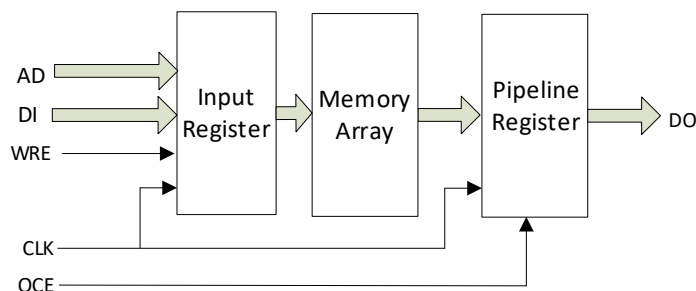 AD
DI
WRE
CLK
OCE
Input
Register
Memory
Array
Pipeline
Register
DO